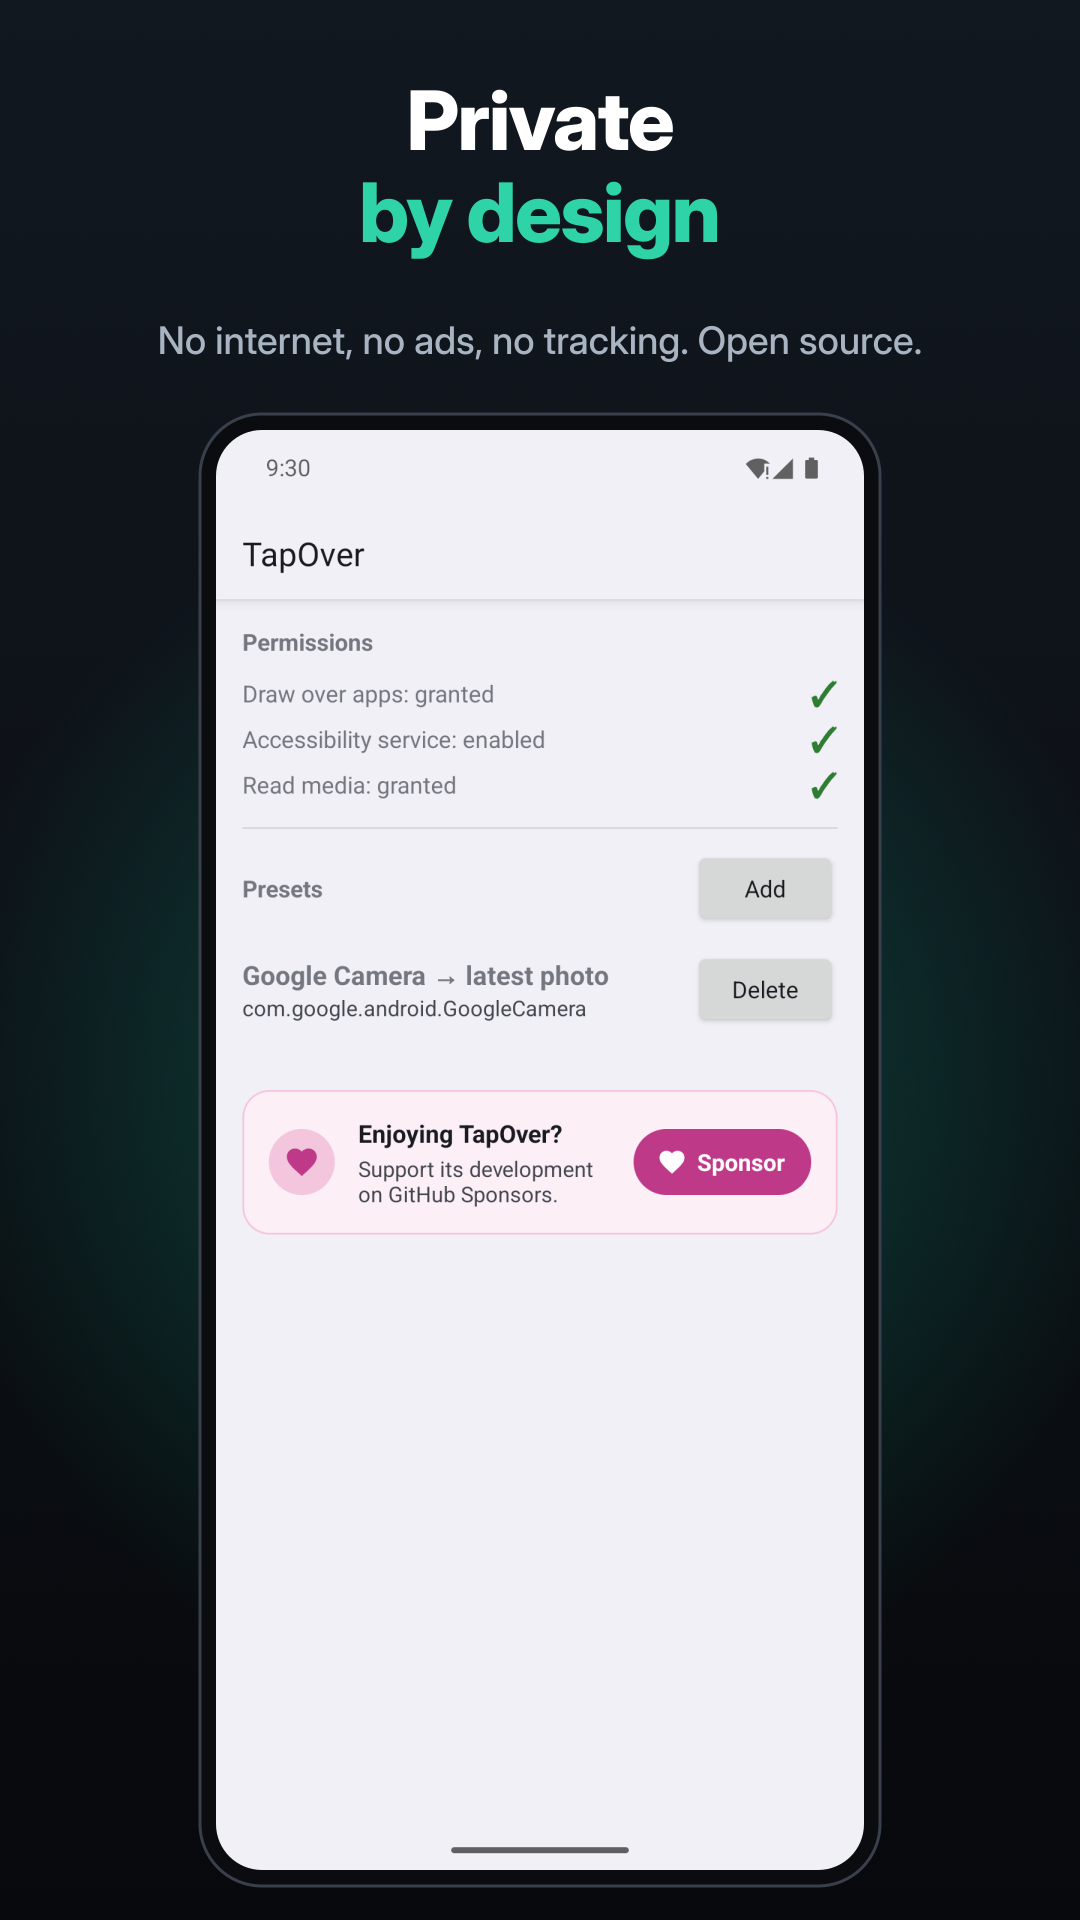 Private
by design
No internet, no ads, no tracking. Open source.
9:30
TapOver
Permissions
Draw over apps: granted
Accessibility service: enabled
Read media: granted
Presets
Add
Google Camera → latest photo
com.google.android.GoogleCamera
Delete
Enjoying TapOver?
Support its development
on GitHub Sponsors.
Sponsor